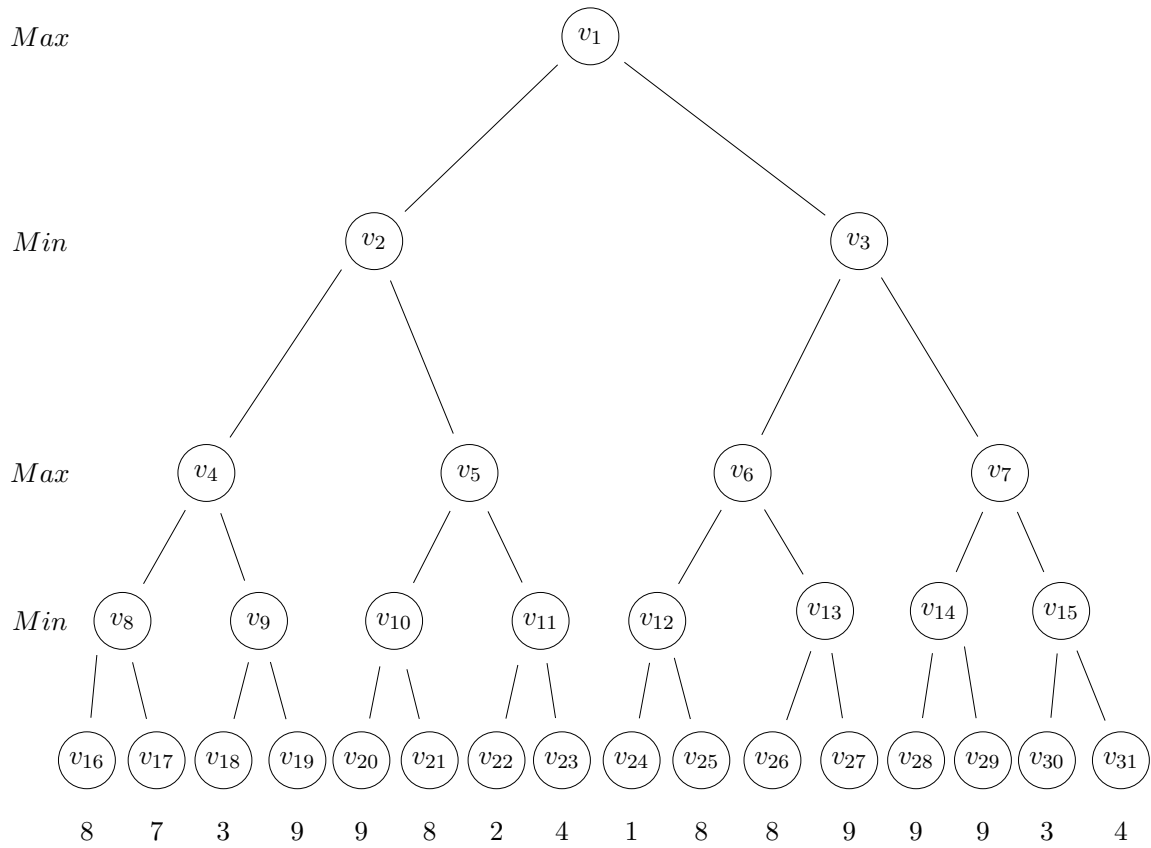 Max v₁
Min v₂ v₃
Max v₄ v₅ v₆ v₇
Min v₈ v₉ v₁₀ v₁₁ v₁₂ v₁₃ v₁₄ v₁₅
v₁₆ v₁₇ v₁₈ v₁₉ v₂₀ v₂₁ v₂₂ v₂₃ v₂₄ v₂₅ v₂₆ v₂₇ v₂₈ v₂₉ v₃₀ v₃₁
8 7 3 9 9 8 2 4 1 8 8 9 9 9 3 4